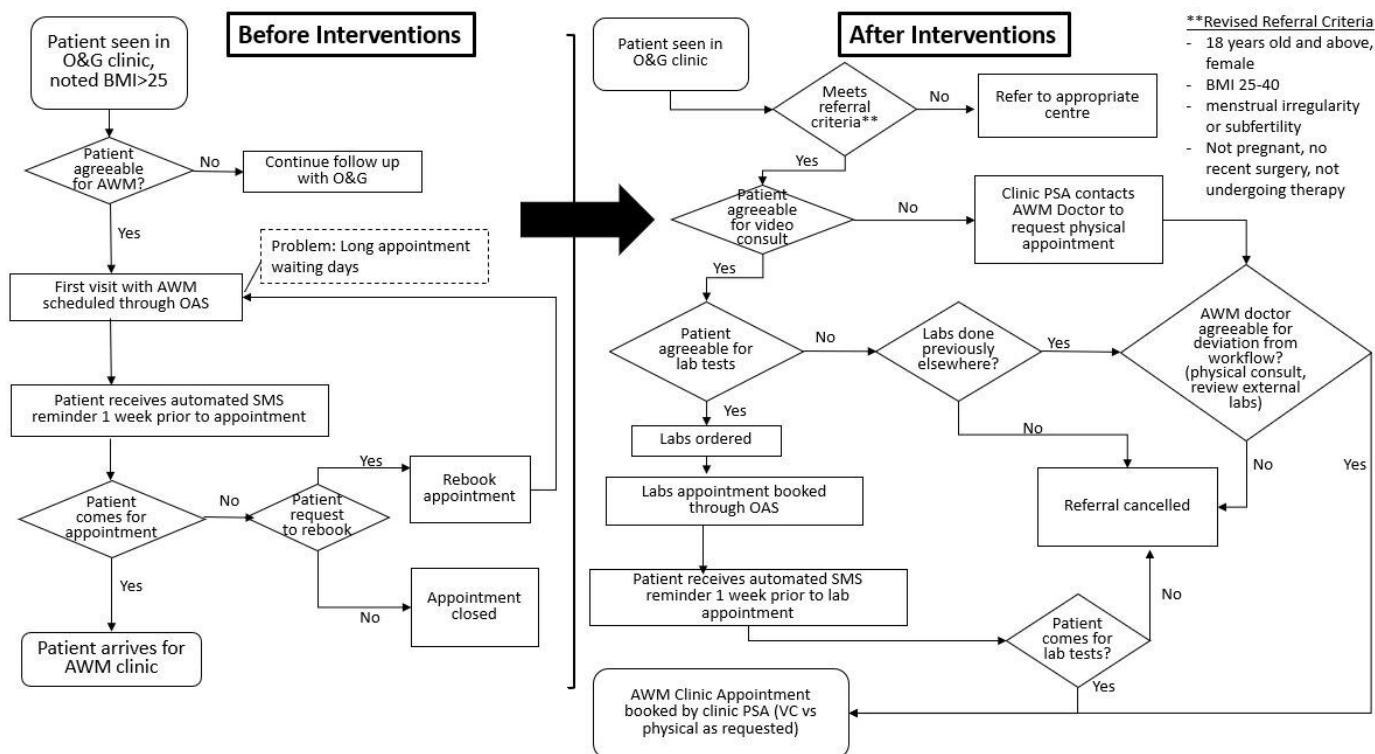 Before Interventions
Patient seen in
O&G clinic,
noted BMI>25
Patient
agreeable
for AWM?
No
Continue follow up
with O&G
Yes
Problem: Long appointment
waiting days
First visit with AWM
scheduled through OAS
Patient receives automated SMS
reminder 1 week prior to appointment
Patient
comes for
appointment
No
Patient
request
to rebook
Yes
Rebook
appointment
No
Appointment
closed
Yes
Patient arrives for
AWM clinic
After Interventions
Patient seen in
O&G clinic
Meets
referral
criteria**
No
Refer to appropriate
centre
**Revised Referral Criteria
- 18 years old and above,
female
- BMI 25-40
- menstrual irregularity
or subfertility
- Not pregnant, no
recent surgery, not
undergoing therapy
Yes
Patient
agreeable
for video
consult
No
Clinic PSA contacts
AWM Doctor to
request physical
appointment
Yes
Patient
agreeable for
lab tests
No
Labs done
previously
elsewhere?
Yes
AWM doctor
agreeable for
deviation from
workflow?
(physical consult,
review external
labs)
Yes
Labs ordered
No
No
Yes
Labs appointment booked
through OAS
Referral cancelled
Patient receives automated SMS
reminder 1 week prior to lab
appointment
Patient
comes for
lab tests?
No
Yes
AWM Clinic Appointment
booked by clinic PSA (VC vs
physical as requested)